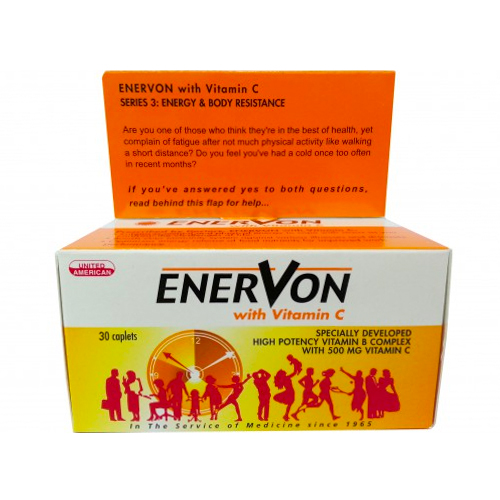 ENERVON with Vitamin C
SERIES 3: ENERGY & BODY RESISTANCE
Are you one of those who think they're in the best of health, yet
complain of fatigue after not much physical activity like walking
a short distance? Do you feel you've had a cold once too often
in recent months?
if you've answered yes to both questions,
read behind this flap for help...
ENERVON
UNITED
AMERICAN
ENERVON
with Vitamin C
30 caplets
SPECIALLY DEVELOPED
HIGH POTENCY VITAMIN B COMPLEX
WITH 500 MG VITAMIN C
2
9
In The Service of Medicine since 1965